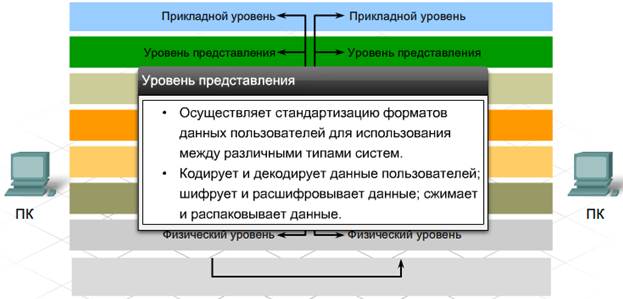 Прикладной уровень Прикладной уровень
Уровень представления Уровень представления
Уровень представления
• Осуществляет стандартизацию форматов
данных пользователей для использования
между различными типами систем.
• Кодирует и декодирует данные пользователей;
шифрует и расшифровывает данные; сжимает
и распаковывает данные.
ПК ПК
Физический уровень Физический уровень